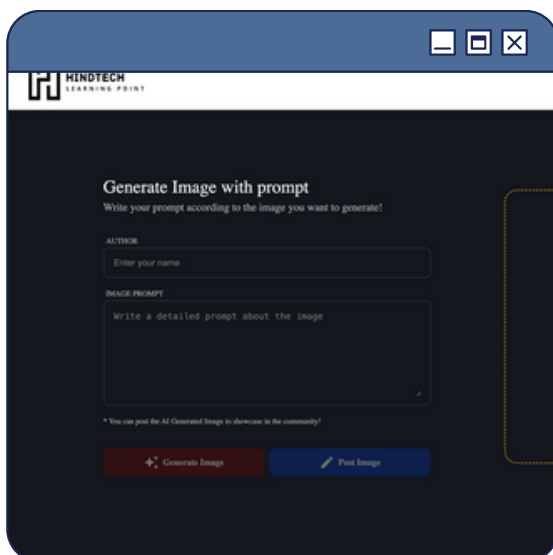 HINDTECH
LEARNING POINT
Generate Image with prompt
Write your prompt according to the image you want to generate!
AUTHOR
Enter your name
IMAGE PROMPT
Write a detailed prompt about the image
* You can post the AI Generated Image to showcase in the community!
Generate Image
Post Image